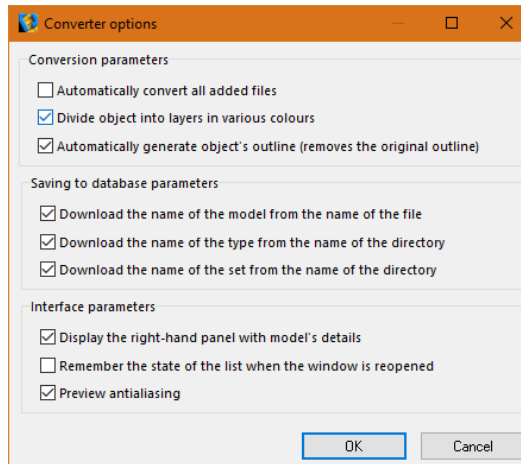 Converter options
Conversion parameters
Automatically convert all added files
Divide object into layers in various colours
Automatically generate object's outline (removes the original outline)
Saving to database parameters
Download the name of the model from the name of the file
Download the name of the type from the name of the directory
Download the name of the set from the name of the directory
Interface parameters
Display the right-hand panel with model's details
Remember the state of the list when the window is reopened
Preview antialiasing
OK Cancel